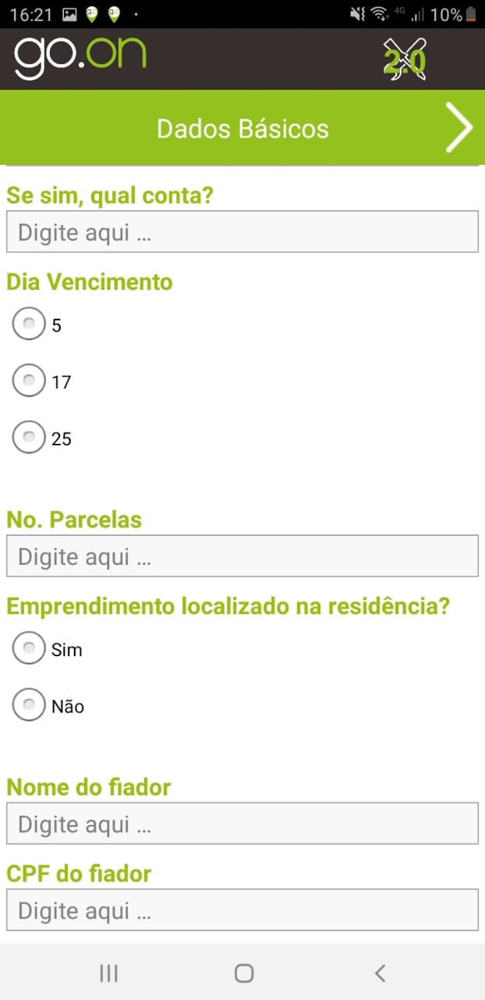 16:21
4G
10%
go.on
2.0
Dados Básicos
Se sim, qual conta?
Digite aqui ...
Dia Vencimento
5
17
25
No. Parcelas
Digite aqui ...
Emprendimento localizado na residência?
Sim
Não
Nome do fiador
Digite aqui ...
CPF do fiador
Digite aqui ...